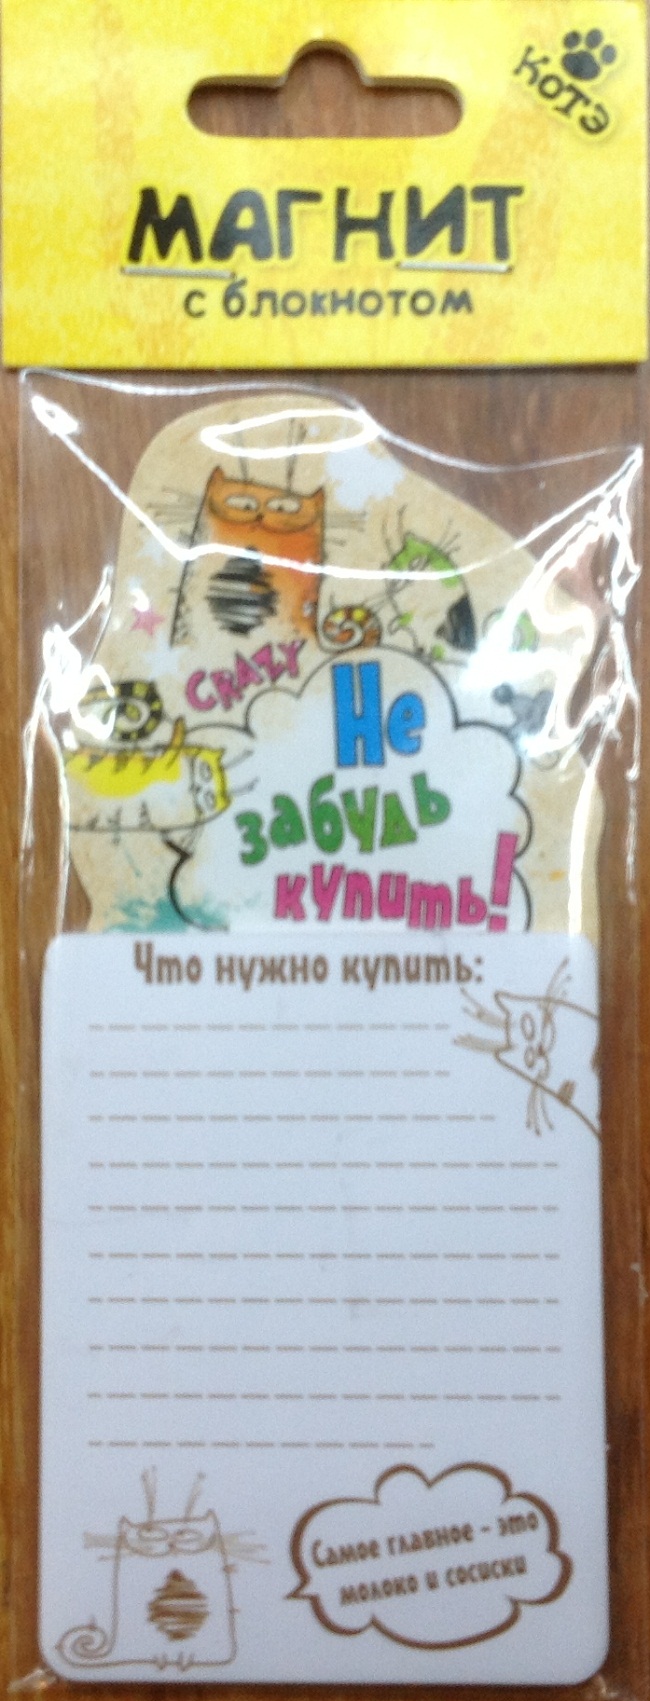 КОТЭ
МАГНИТ
с блокнотом
CRAZY
Не
забудь
купить!
Что нужно купить:
Самое главное - это
молоко и сосиски